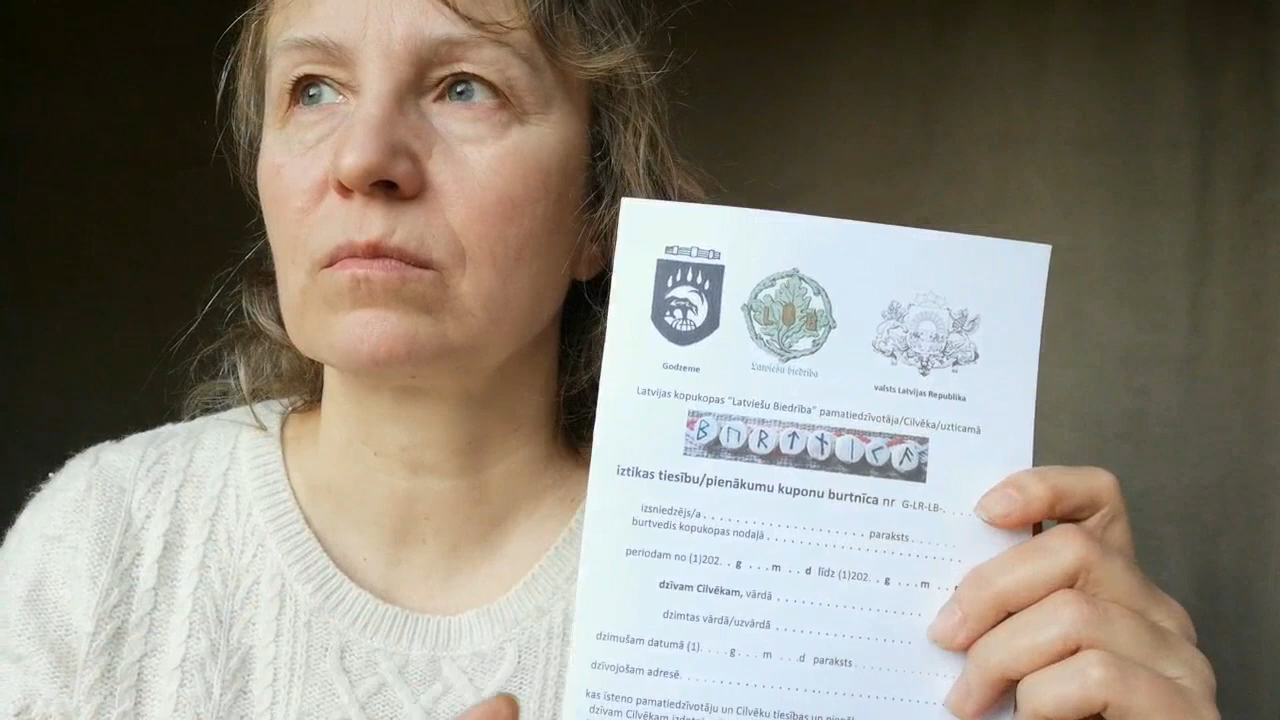 Godzeme
Latviešu biedrība
valsts Latvijas Republika
Latvijas kopukopas "Latviešu Biedrība" pamatiedzīvotāja/Cilvēka/uzticamā
iztikas tiesību/pienākumu kuponu burtnīca nr G-LR-LB-. . . . .
izsniedzējs/a . . . . . . . . . . . . . . . . . . . . . paraksts . . . . . .
burtvedis kopukopas nodaļā . . . . . . . . . . . . . . . . . . . . . . .
periodam no (1)202. . g . . . m . . d līdz (1)202. . g . . . m . .
dzīvam Cilvēkam, vārdā . . . . . . . . . . . . . . . . . . . . .
dzimtas vārdā/uzvārdā . . . . . . . . . . . . . . . . . . . . .
dzimušam datumā (1). . . . g . . . m . . .d paraksts . . . . . . . . . . .
dzīvojošam adresē. . . . . . . . . . . . . . . . . . . . . . . . . . . . . . .
kas īsteno pamatiedzīvotāju un Cilvēku tiesības un
dzīvam Cilvēkam